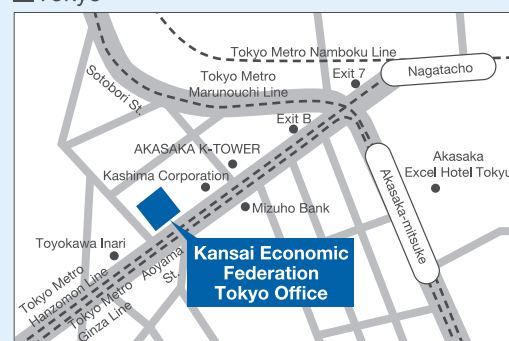 Tokyo
Tokyo Metro Namboku Line
Nagatacho
Exit 7
Tokyo Metro
Marunouchi Line
Sotobori St.
Exit B
AKASAKA K-TOWER
Kashima Corporation
Akasaka
Excel Hotel Tokyu
Akasaka-mitsuke
Mizuho Bank
Toyokawa Inari
Aoyama
St.
Kansai Economic
Federation
Tokyo Office
Tokyo Metro
Hanzomon Line
Tokyo Metro
Ginza Line